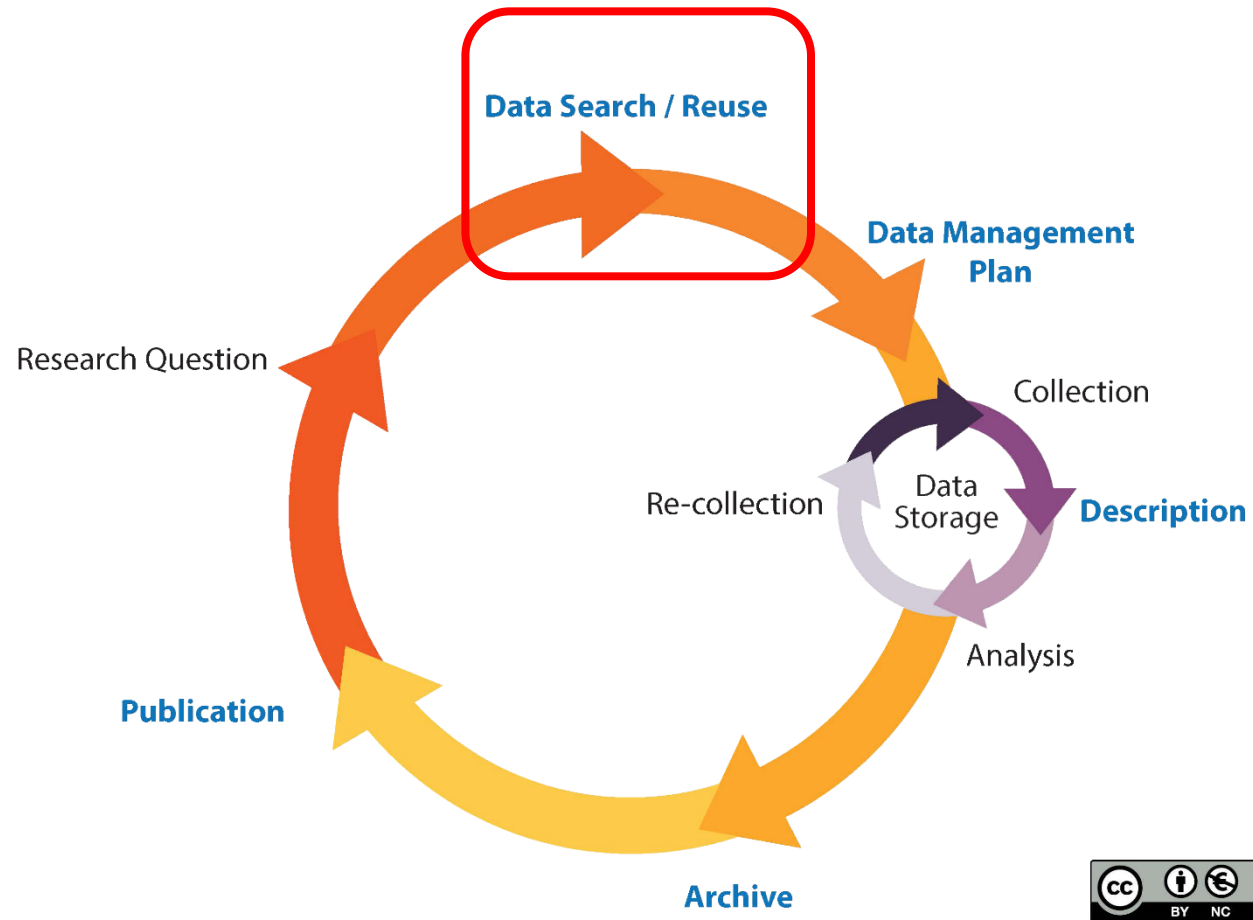 Data Search / Reuse
Data Management
Plan
Research Question
Collection
Re-collection
Data
Storage
Description
Analysis
Publication
Archive
cc
BY NC